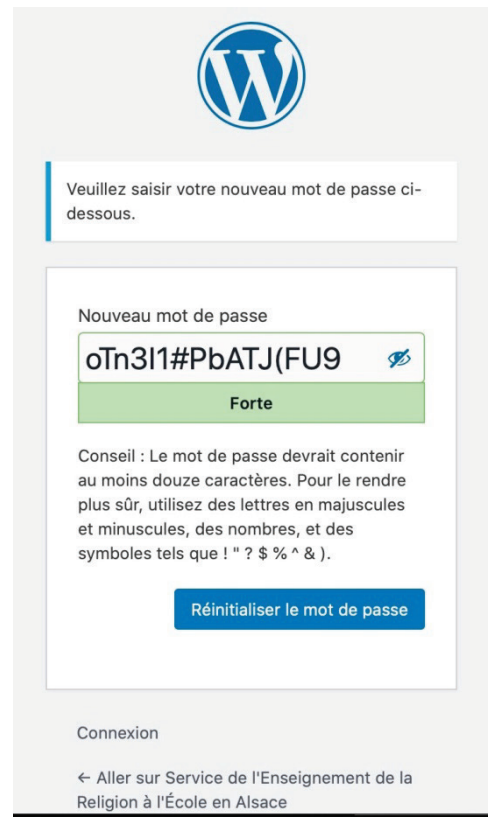 Veuillez saisir votre nouveau mot de passe ci-
dessous.
Nouveau mot de passe
oTn3I1#PbATJ(FU9
Forte
Conseil : Le mot de passe devrait contenir
au moins douze caractères. Pour le rendre
plus sûr, utilisez des lettres en majuscules
et minuscules, des nombres, et des
symboles tels que ! " ? $ % ^ & ).
Réinitialiser le mot de passe
Connexion
← Aller sur Service de l'Enseignement de la
Religion à l'École en Alsace